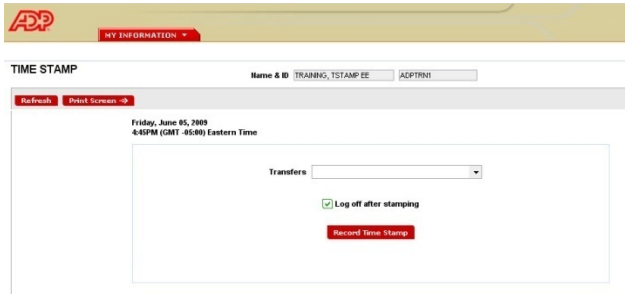 ADP
MY INFORMATION
TIME STAMP
Name & ID TRAINING, TSTAMP EE ADPTRN1
Refresh Print Screen
Friday, June 05, 2009
4:45PM (GMT -05:00) Eastern Time
Transfers
Log off after stamping
Record Time Stamp